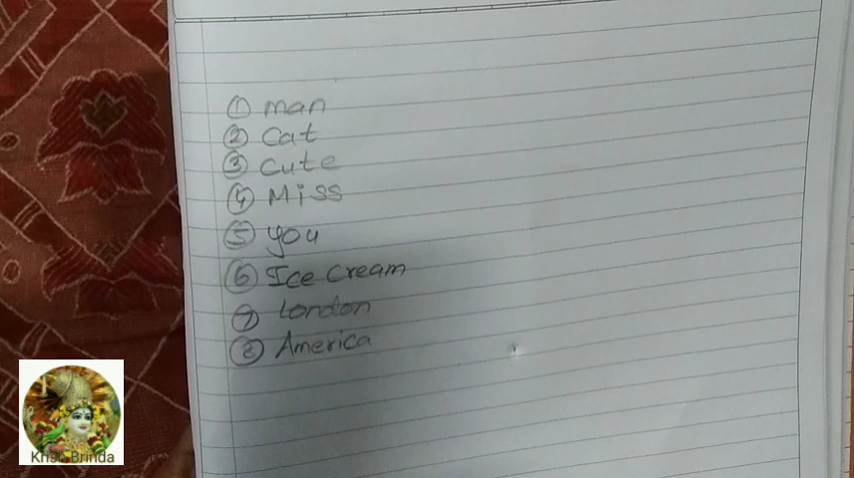 ① man
② Cat
③ Cute
④ Miss
⑤ you
⑥ Ice Cream
⑦ London
⑧ America
Krish Brinda